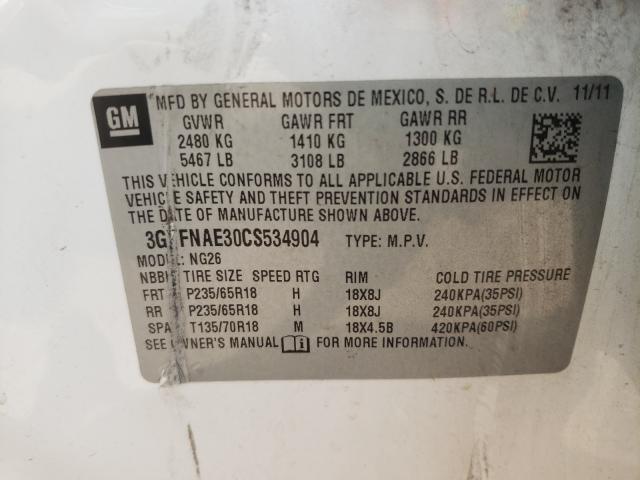 GM MFD BY GENERAL MOTORS DE MEXICO, S. DE R.L. DE C.V. 11/11
GVWR GAWR FRT GAWR RR
2480 KG 1410 KG 1300 KG
5467 LB 3108 LB 2866 LB
THIS VEHICLE CONFORMS TO ALL APPLICABLE U.S. FEDERAL MOTOR
VEHICLE SAFETY AND THEFT PREVENTION STANDARDS IN EFFECT ON
THE DATE OF MANUFACTURE SHOWN ABOVE.
TYPE: M.P.V.
MODEL: NG26
TIRE SIZE SPEED RTG RIM COLD TIRE PRESSURE
FRT P235/65R18 H 18X8J 240KPA(35PSI)
RR P235/65R18 H 18X8J 240KPA(35PSI)
SPA T135/70R18 M 18X4.5B 420KPA(60PSI)
SEE OWNER'S MANUAL FOR MORE INFORMATION.